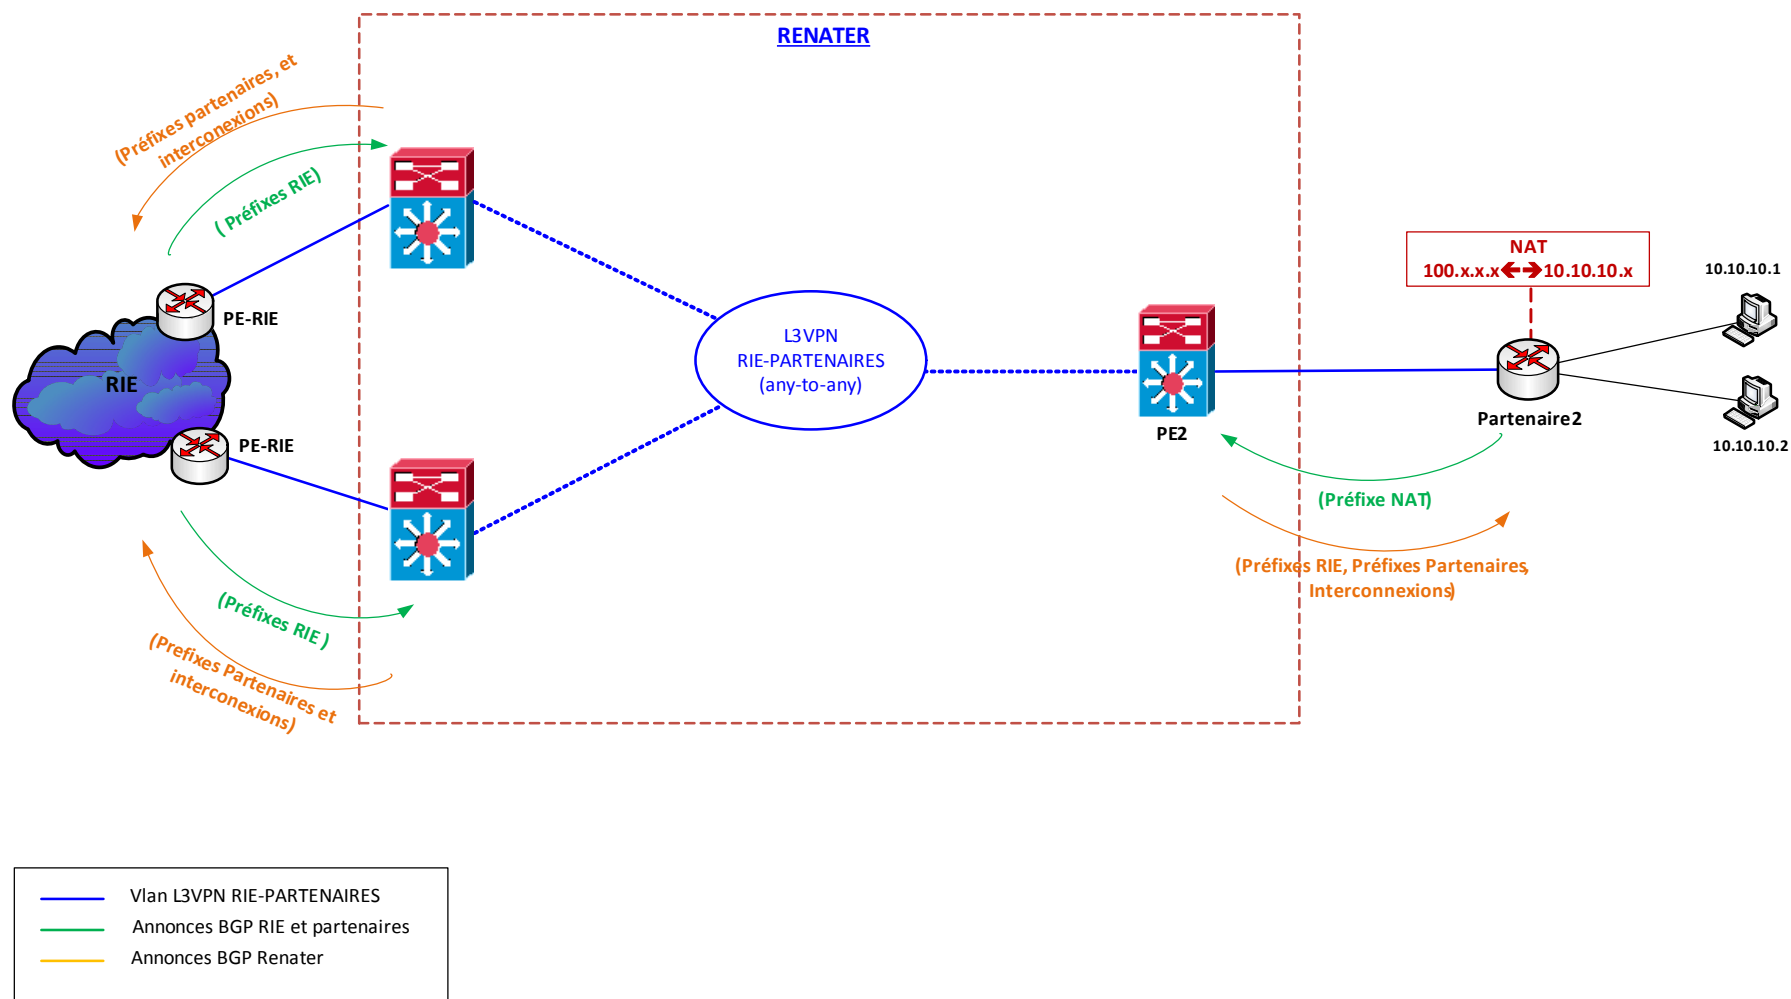 RENATER
(Préfixes partenaires, et
interconexions)
( Préfixes RIE)
NAT
100.x.x.x 10.10.10.x
10.10.10.1
PE-RIE
L3VPN
RIE-PARTENAIRES
(any-to-any)
RIE
Partenaire2
PE2
PE-RIE
10.10.10.2
(Préfixe NAT)
(Préfixes RIE, Préfixes Partenaires,
Interconnexions)
(Préfixes RIE )
(Prefixes Partenaires et
interconexions)
Vlan L3VPN RIE-PARTENAIRES
Annonces BGP RIE et partenaires
Annonces BGP Renater